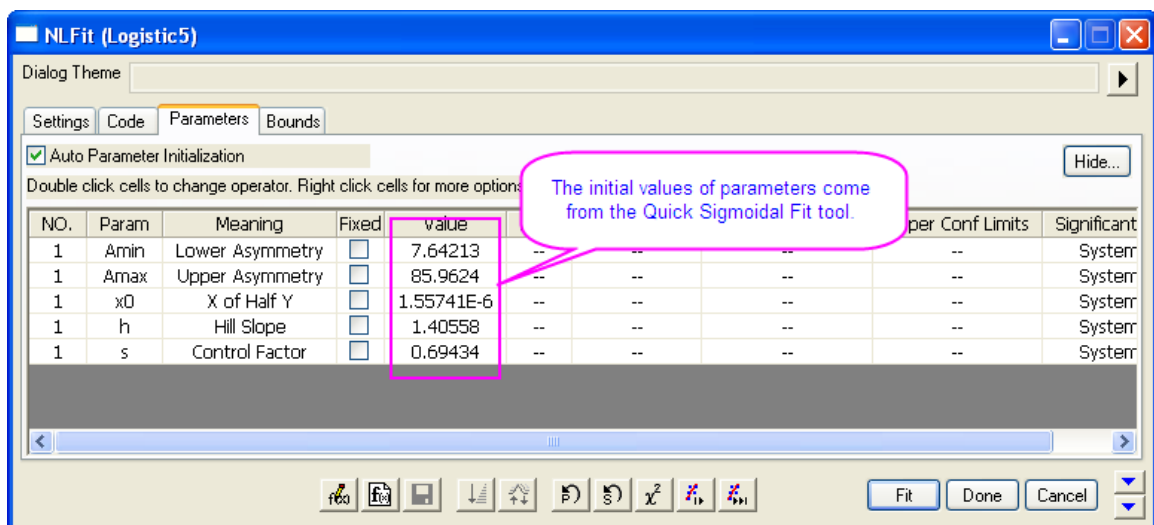 NLFit (Logistic5)
Dialog Theme
Settings Code Parameters Bounds
Auto Parameter Initialization
Hide...
Double click cells to change operator. Right click cells for more options
The initial values of parameters come
from the Quick Sigmoidal Fit tool.
NO. Param Meaning Fixed Value per Conf Limits Significant
1 Amin Lower Asymmetry 7.64213 -- -- -- -- System
1 Amax Upper Asymmetry 85.9624 -- -- -- -- System
1 x0 X of Half Y 1.55741E-6 -- -- -- -- System
1 h Hill Slope 1.40558 -- -- -- -- System
1 s Control Factor 0.69434 -- -- -- -- System
Fit Done Cancel